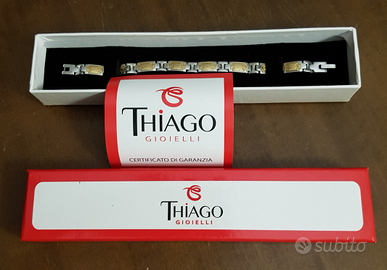 THIAGO
GIOIELLI
CERTIFICATO DI GARANZIA
THIAGO
GIOIELLI
subito